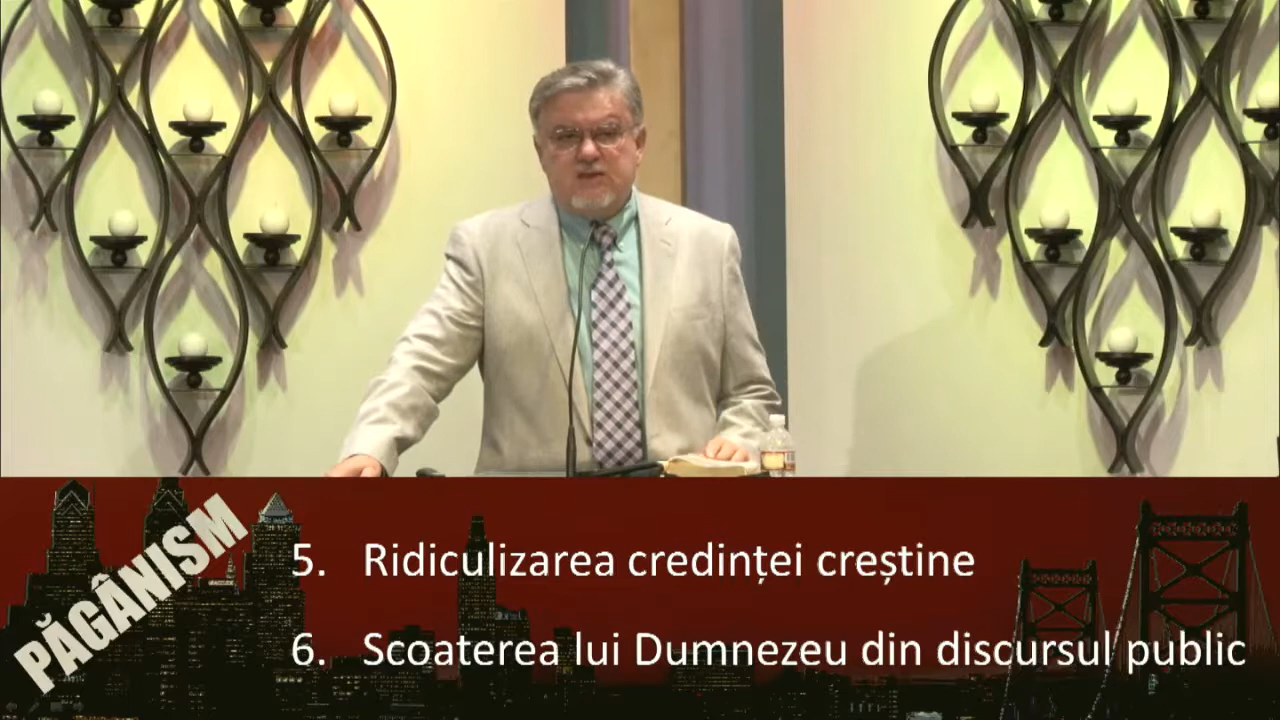 PĂGÂNISM
5. Ridiculizarea credinței creștine
6. Scoaterea lui Dumnezeu din discursul public